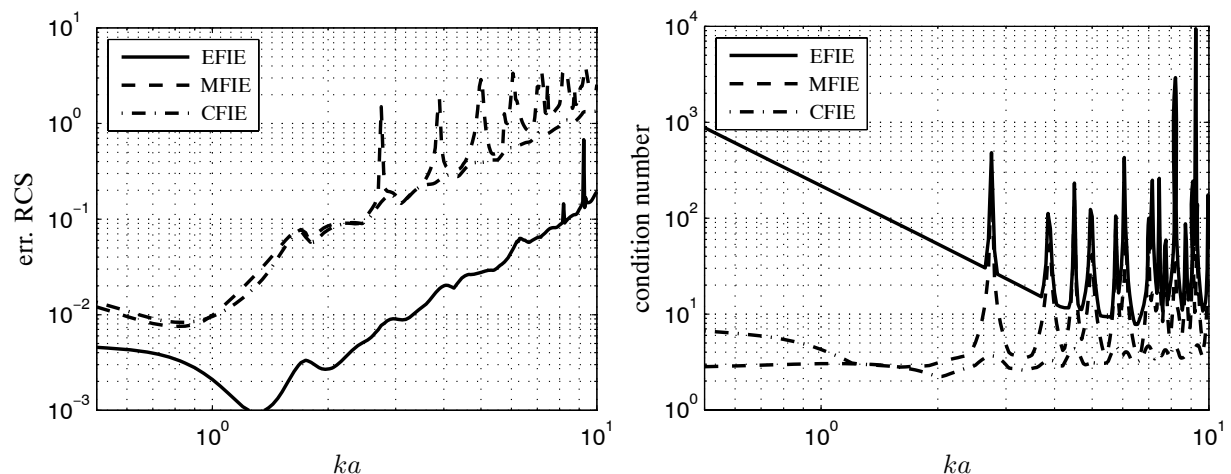 10^1
10^0
10^-1
10^-2
10^-3
err. RCS
EFIE
MFIE
CFIE
10^0
10^1
ka
10^4
10^3
10^2
10^1
10^0
condition number
EFIE
MFIE
CFIE
10^0
10^1
ka